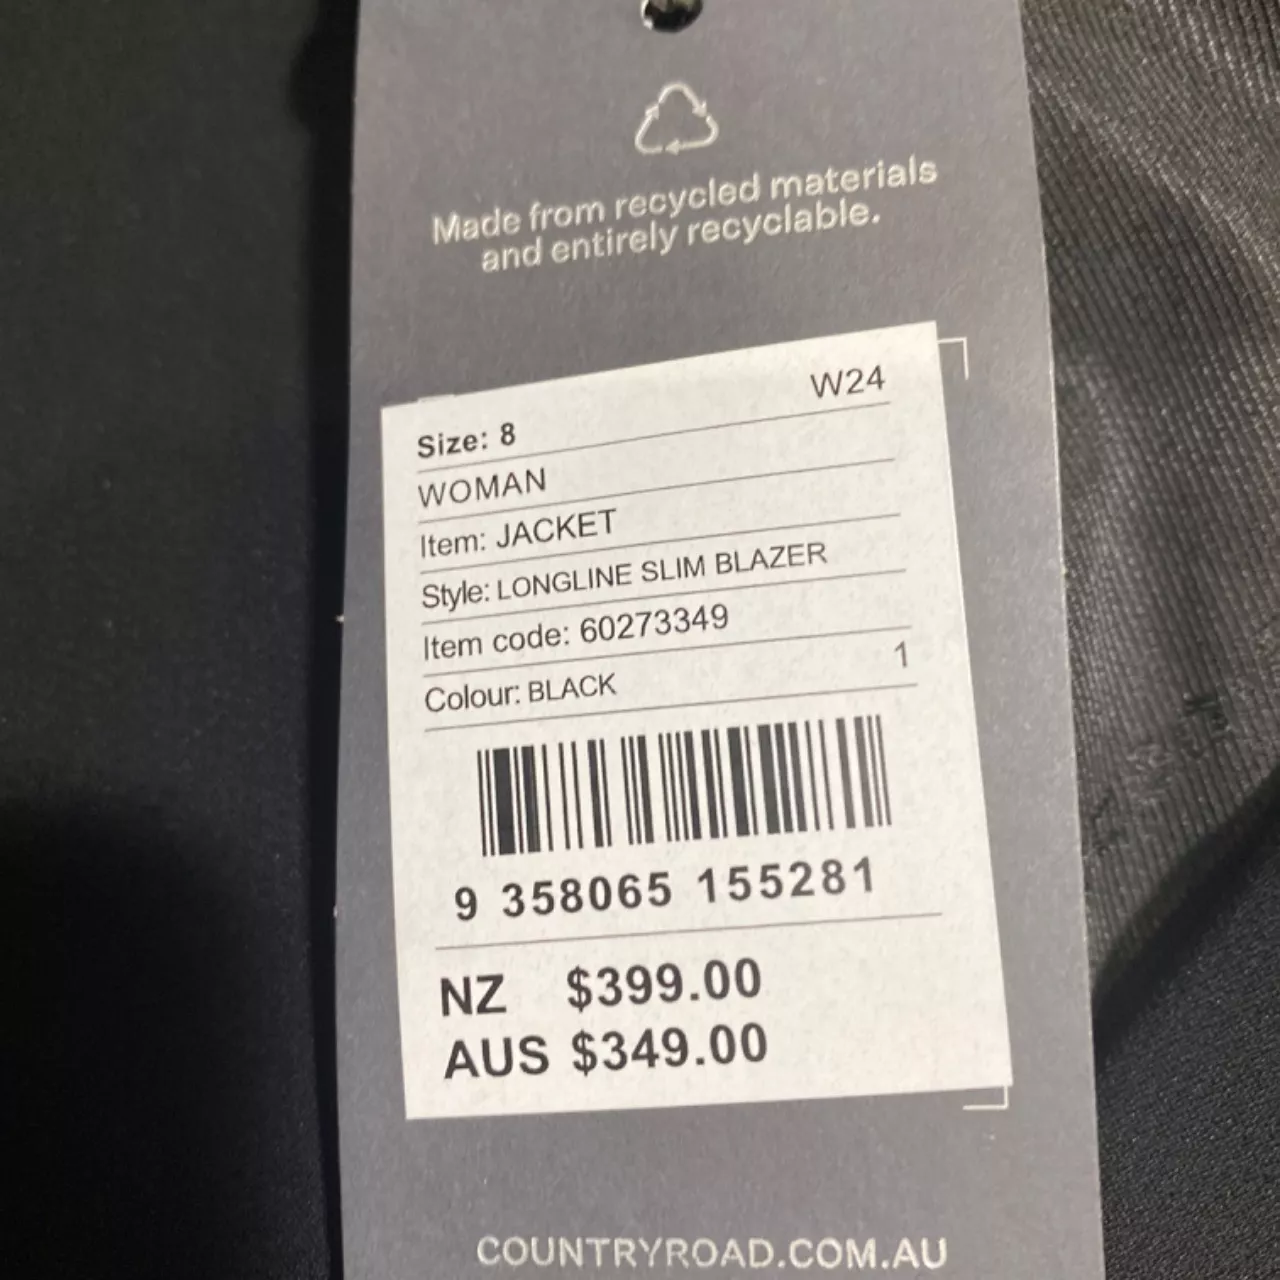 Made from recycled materials
and entirely recyclable.
W24
Size: 8
WOMAN
Item: JACKET
Style: LONGLINE SLIM BLAZER
Item code: 60273349
1
Colour: BLACK
9 358065 155281
NZ $399.00
AUS $349.00
COUNTRYROAD.COM.AU